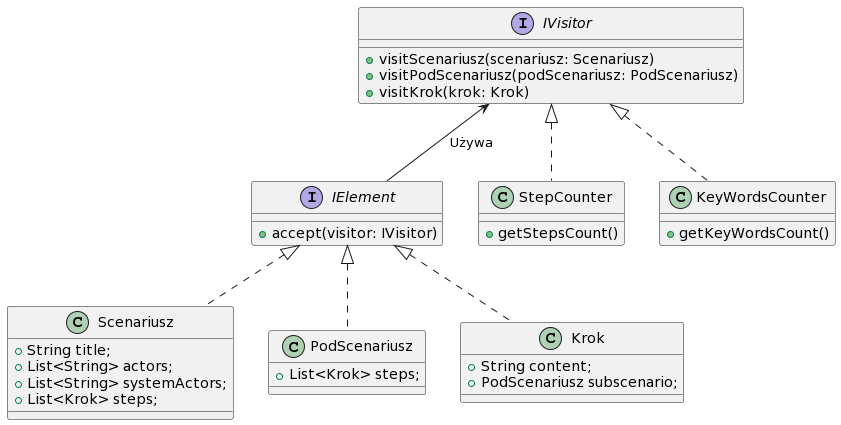 I IVisitor
visitScenariusz(scenariusz: Scenariusz)
visitPodScenariusz(podScenariusz: PodScenariusz)
visitKrok(krok: Krok)
Używa
I IElement
accept(visitor: IVisitor)
C StepCounter
getStepsCount()
C KeyWordsCounter
getKeyWordsCount()
C Scenariusz
String title;
List<String> actors;
List<String> systemActors;
List<Krok> steps;
C PodScenariusz
List<Krok> steps;
C Krok
String content;
PodScenariusz subscenario;